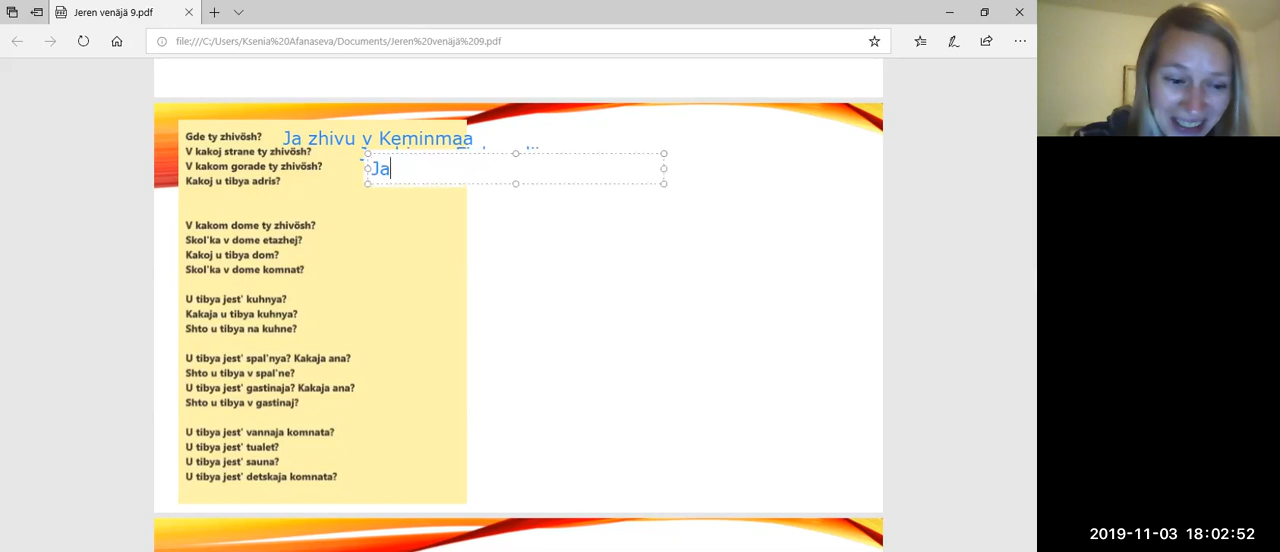 Jeren venäjä 9.pdf
file:///C:/Users/Ksenia%20Afanaseva/Documents/Jeren%20venäjä%209.pdf
Gde ty zhivösh?
Ja zhivu v Keminmaa
V kakoj strane ty zhivösh?
V kakom gorade ty zhivösh?
Ja
Kakoj u tibya adris?
V kakom dome ty zhivösh?
Skol'ka v dome etazhej?
Kakoj u tibya dom?
Skol'ka v dome komnat?
U tibya jest' kuhnya?
Kakaja u tibya kuhnya?
Shto u tibya na kuhne?
U tibya jest' spal'nya? Kakaja ana?
Shto u tibya v spal'ne?
U tibya jest' gastinaja? Kakaja ana?
Shto u tibya v gastinaj?
U tibya jest' vannaja komnata?
U tibya jest' tualet?
U tibya jest' sauna?
U tibya jest' detskaja komnata?
2019-11-03 18:02:52